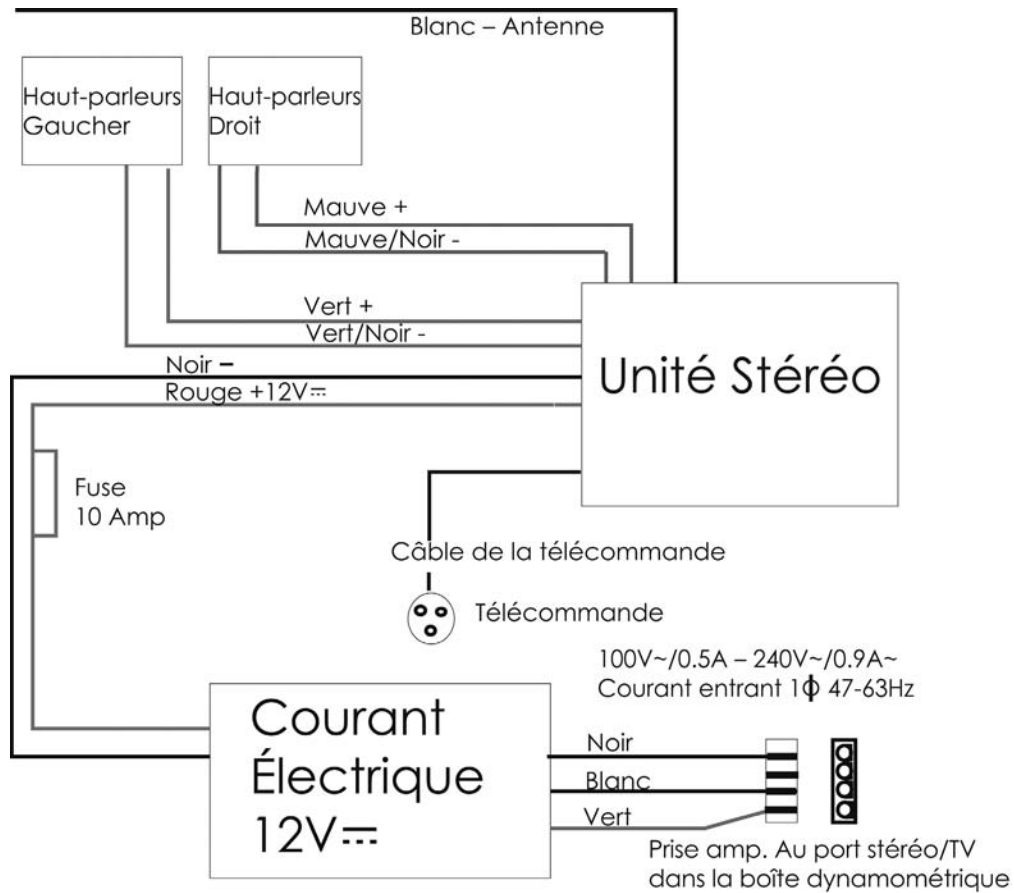 Blanc – Antenne
Haut-parleurs
Gaucher
Haut-parleurs
Droit
Mauve +
Mauve/Noir -
Vert +
Vert/Noir -
Noir –
Rouge +12V⎓
Unité Stéréo
Fuse
10 Amp
Câble de la télécommande
Télécommande
100V~/0.5A – 240V~/0.9A~
Courant entrant 1ϕ 47-63Hz
Courant
Électrique
12V⎓
Noir
Blanc
Vert
Prise amp. Au port stéréo/TV
dans la boîte dynamométrique